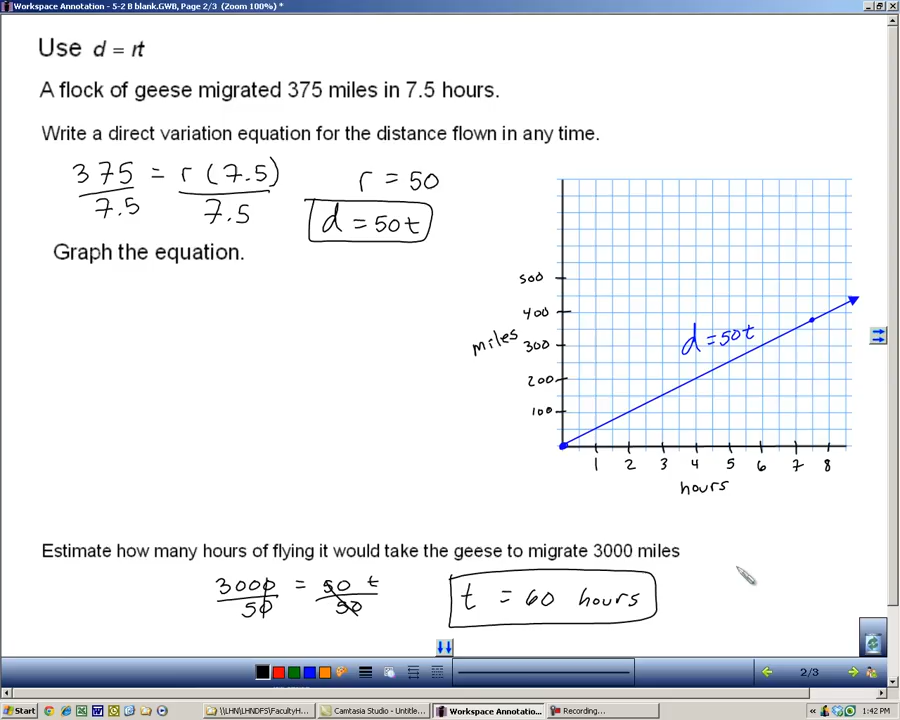 Workspace Annotation - 5-2 B blank.GWB, Page 2/3 (Zoom 100%) *
Use d = rt
A flock of geese migrated 375 miles in 7.5 hours.
Write a direct variation equation for the distance flown in any time.
375 = r (7.5)
7.5 7.5
r = 50
d = 50t
Graph the equation.
500
400
miles 300
200
100
d = 50t
1 2 3 4 5 6 7 8
hours
Estimate how many hours of flying it would take the geese to migrate 3000 miles
3000 = 50 t
50 50
t = 60 hours
2/3
Start
\\LHN\LHNDFS\FacultyH...
Camtasia Studio - Untitle...
Workspace Annotatio...
Recording...
1:42 PM